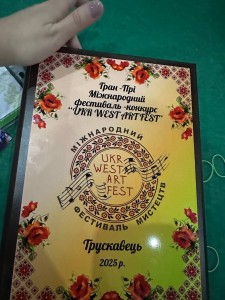 Гран -Прі
Міжнародний
фестиваль -конкурс
"UKR WEST ART FEST"
МІЖНАРОДНИЙ
UKR
WEST
ART
FEST
ФЕСТИВАЛЬ МИСТЕЦТВ
Трускавець
2025 р.